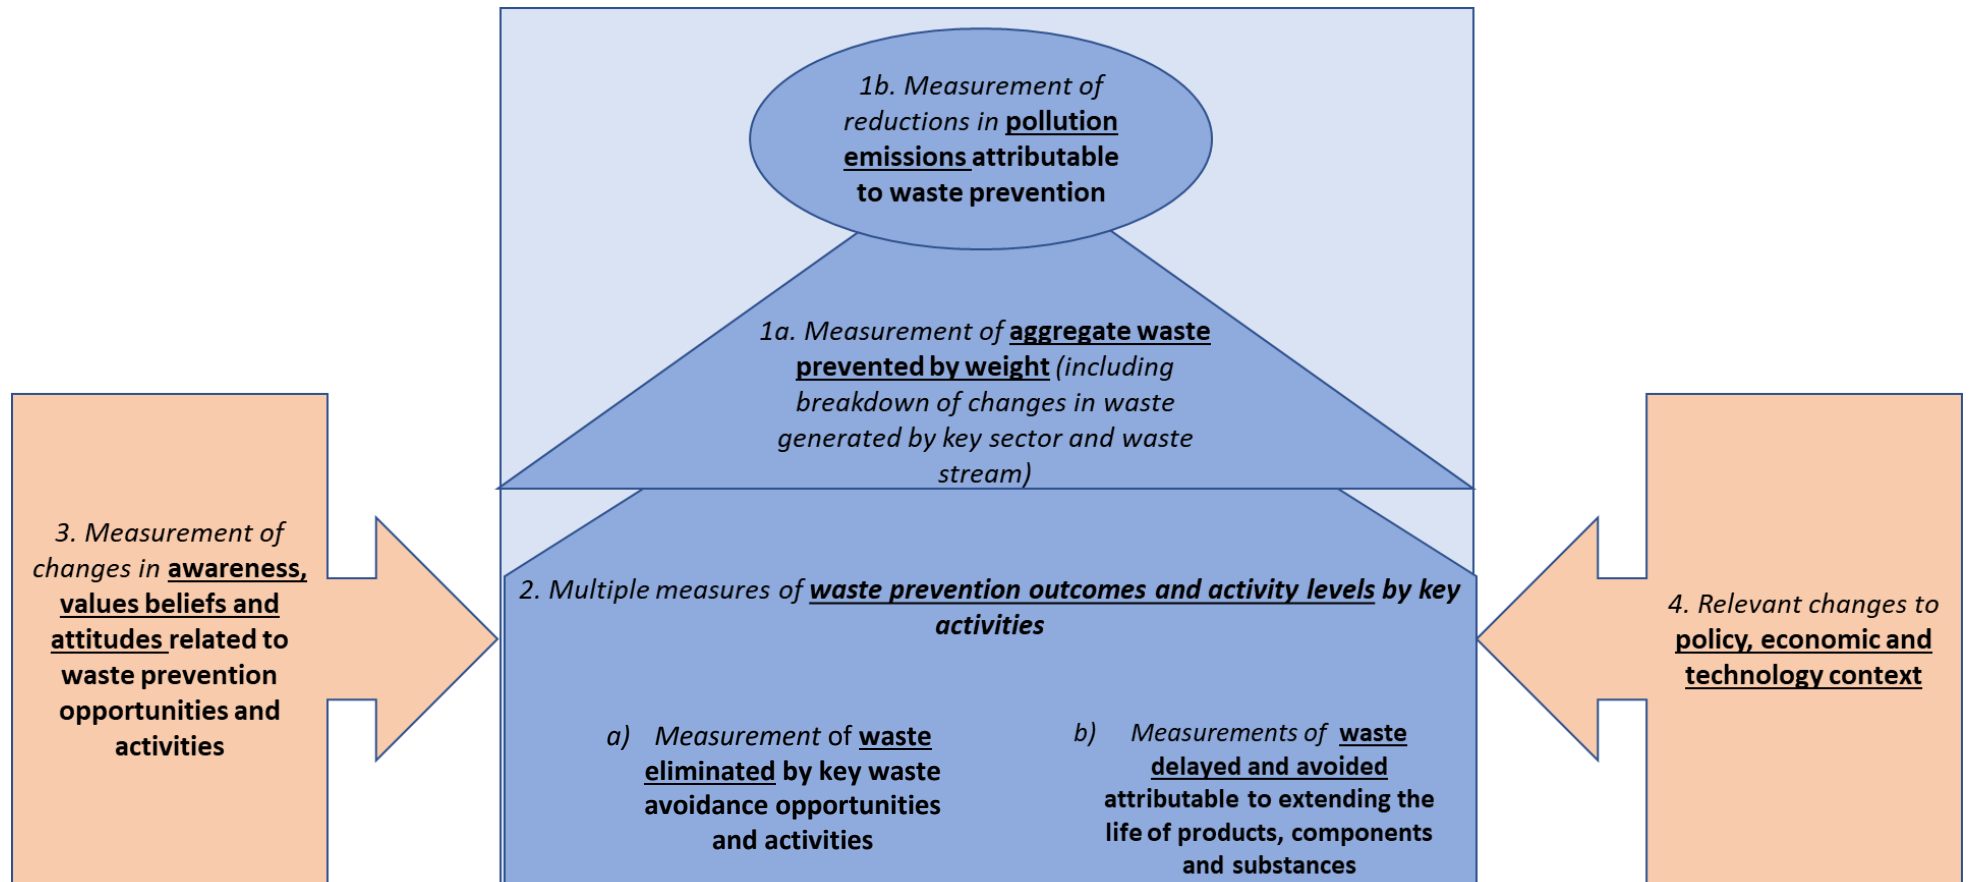 1b. Measurement of
reductions in pollution
emissions attributable
to waste prevention
1a. Measurement of aggregate waste
prevented by weight (including
breakdown of changes in waste
generated by key sector and waste
stream)
3. Measurement of
changes in awareness,
values beliefs and
attitudes related to
waste prevention
opportunities and
activities
2. Multiple measures of waste prevention outcomes and activity levels by key
activities
a) Measurement of waste
eliminated by key waste
avoidance opportunities
and activities
b) Measurements of waste
delayed and avoided
attributable to extending the
life of products, components
and substances
4. Relevant changes to
policy, economic and
technology context